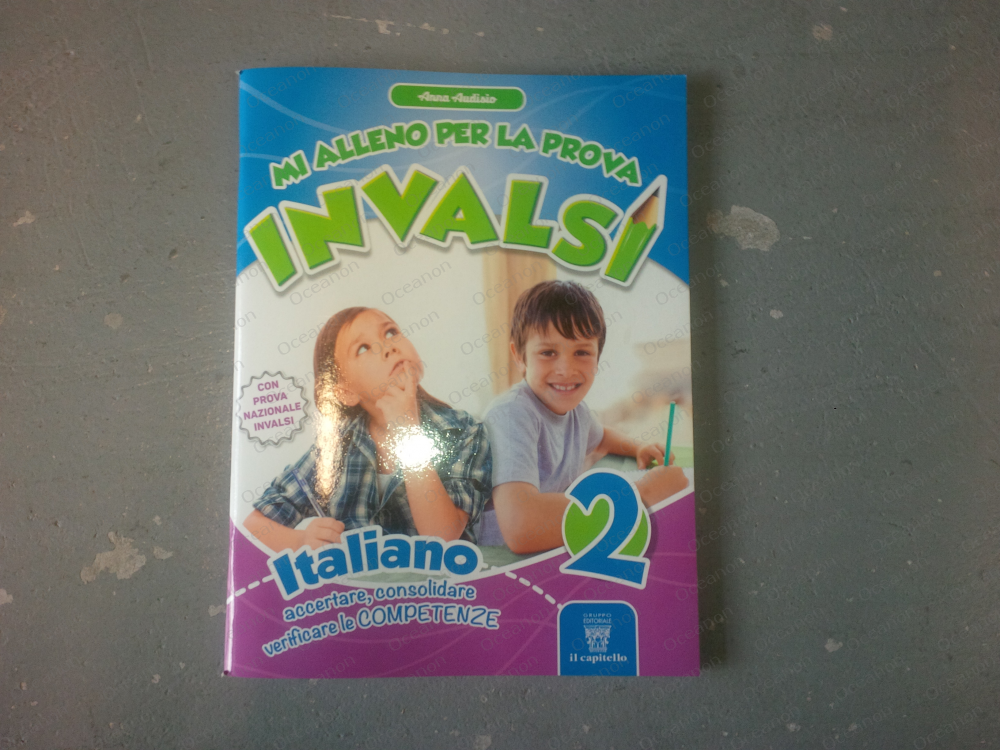 Anna Audisio
MI ALLENO PER LA PROVA
INVALSI
CON
PROVA
NAZIONALE
INVALSI
2
Italiano
accertare, consolidare
verificare le COMPETENZE
GRUPPO
EDITORIALE
il capitello
Oceanon